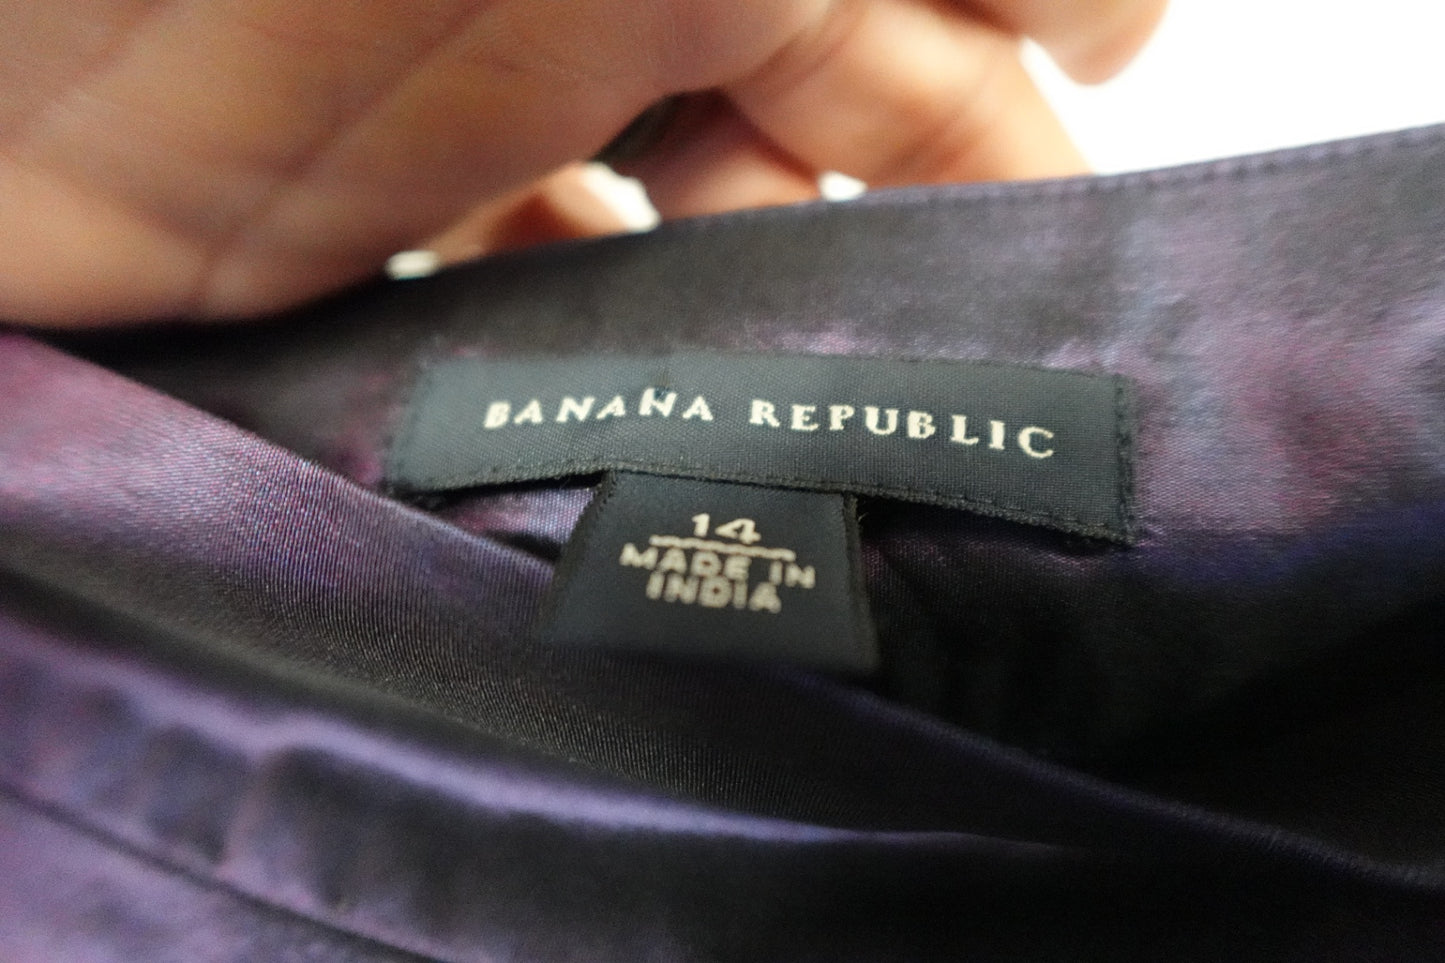 BANANA REPUBLIC
14
MADE IN
INDIA